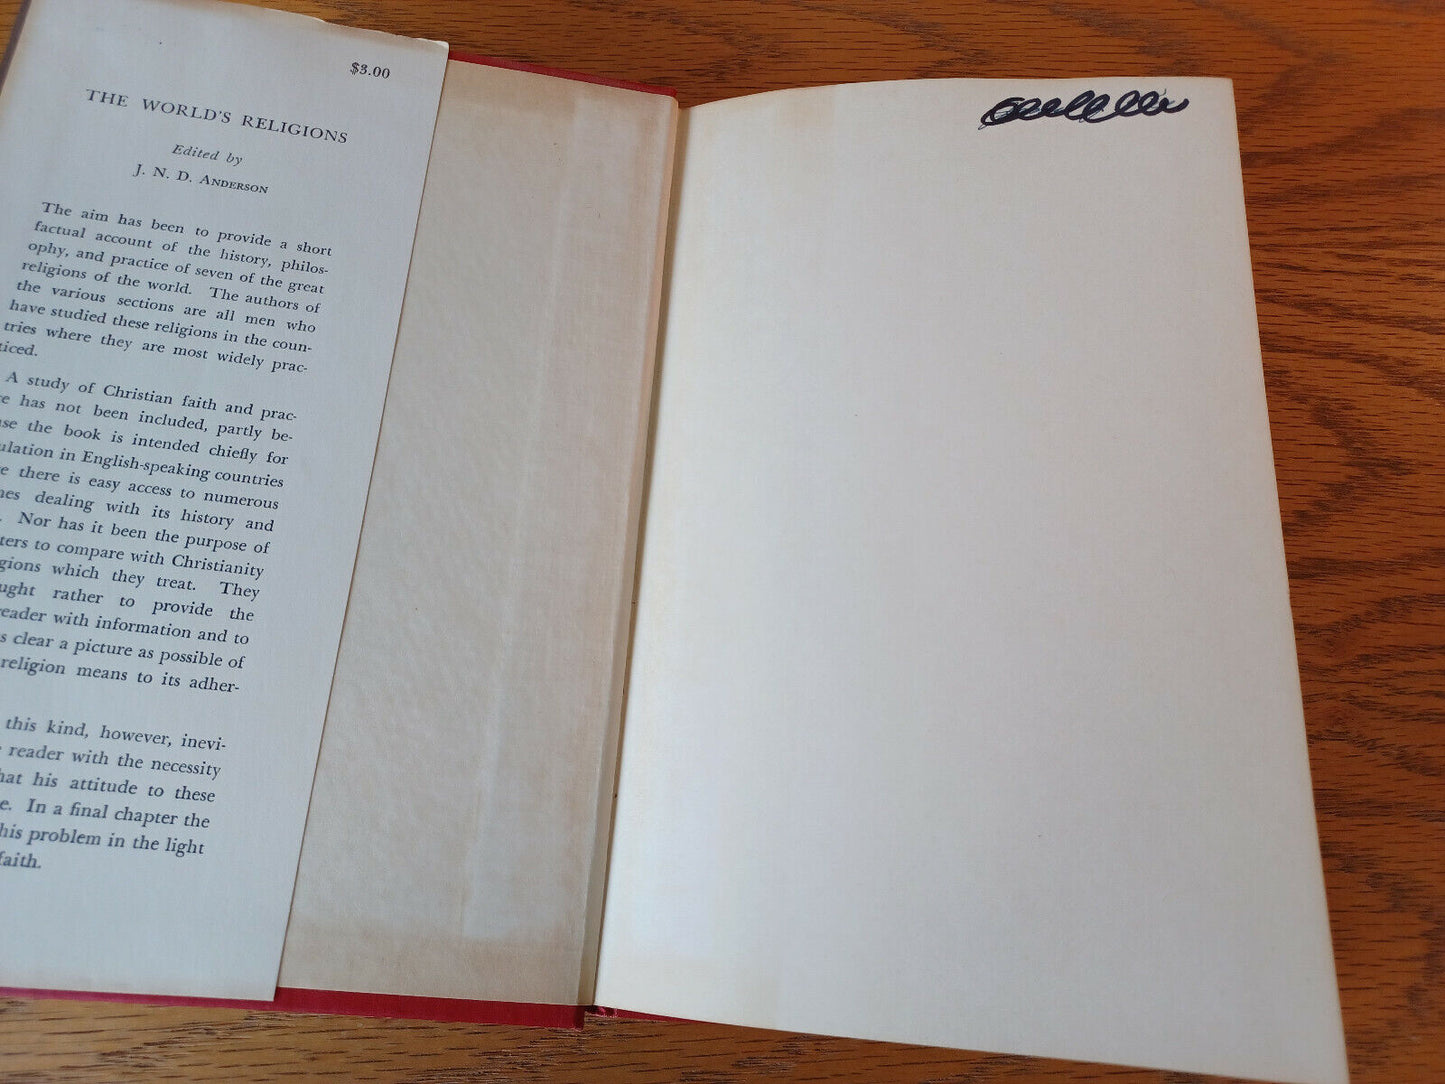 $3.00
THE WORLD'S RELIGIONS
Edited by
J. N. D. ANDERSON
The aim has been to provide a short
factual account of the history, philos-
ophy, and practice of seven of the great
religions of the world. The authors of
the various sections are all men who
have studied these religions in the coun-
tries where they are most widely prac-
ticed.
A study of Christian faith and prac-
has not been included, partly be-
the book is intended chiefly for
in English-speaking countries
there is easy access to numerous
dealing with its history and
Nor has it been the purpose of
to compare with Christianity
which they treat. They
rather to provide the
reader with information and to
clear a picture as possible of
religion means to its adher-
this kind, however, inevi-
reader with the necessity
his attitude to these
In a final chapter the
this problem in the light
faith.